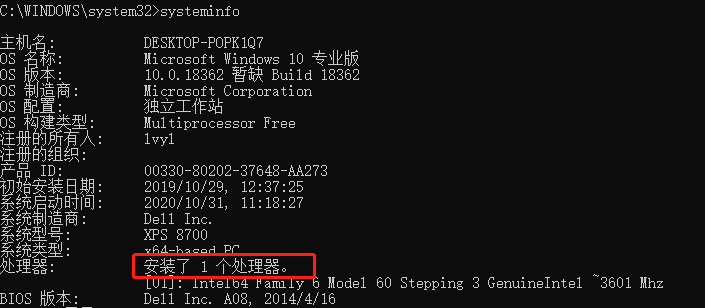 C:\WINDOWS\system32>systeminfo
主机名: DESKTOP-POPK1Q7
OS 名称: Microsoft Windows 10 专业版
OS 版本: 10.0.18362 暂缺 Build 18362
OS 制造商: Microsoft Corporation
OS 配置: 独立工作站
OS 构建类型: Multiprocessor Free
注册的所有人: lvyl
注册的组织:
产品 ID: 00330-80202-37648-AA273
初始安装日期: 2019/10/29, 12:37:25
系统启动时间: 2020/10/31, 11:18:27
系统制造商: Dell Inc.
系统型号: XPS 8700
系统类型: x64-based PC
处理器: 安装了 1 个处理器。
[01]: Intel64 Family 6 Model 60 Stepping 3 GenuineIntel ~3601 Mhz
BIOS 版本: Dell Inc. A08, 2014/4/16